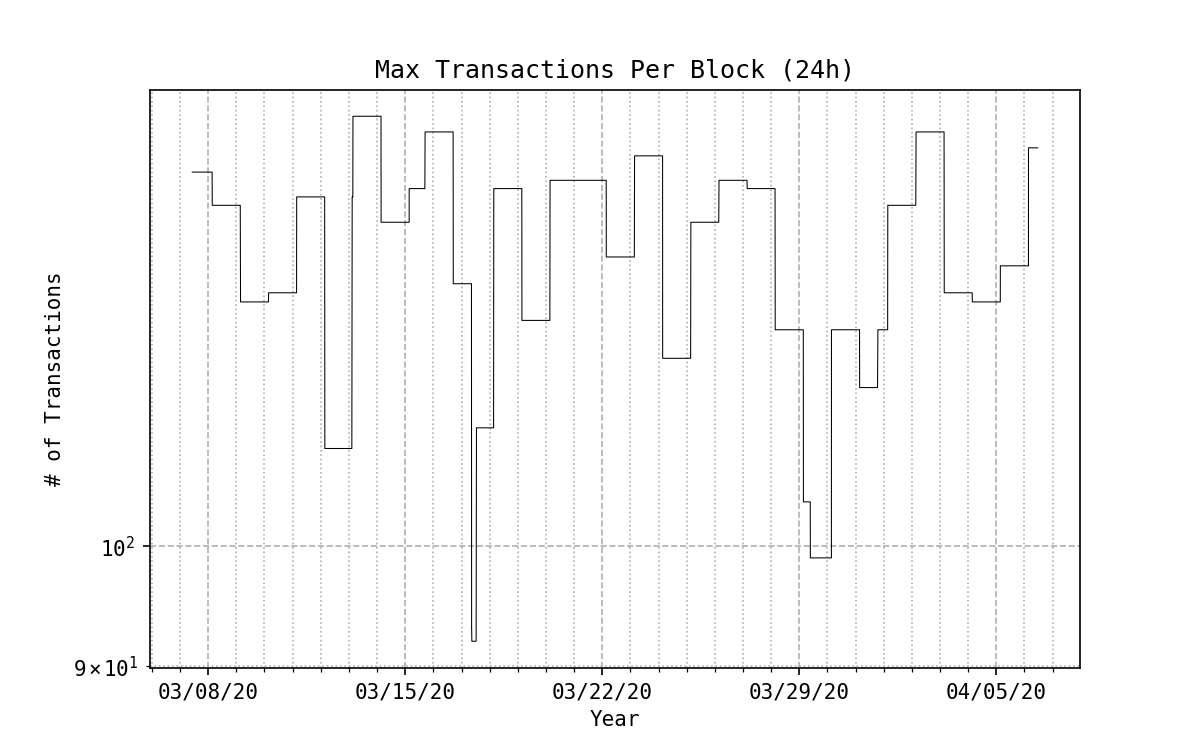 Max Transactions Per Block (24h)
# of Transactions
10²
9×10¹
03/08/20 03/15/20 03/22/20 03/29/20 04/05/20
Year